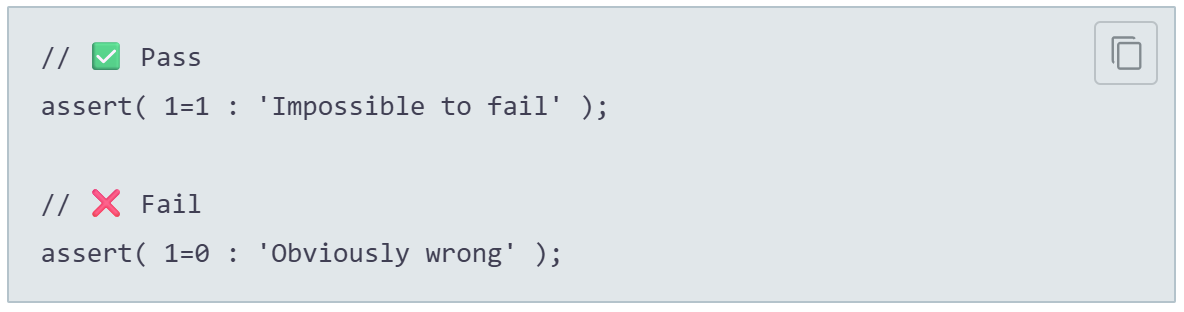 // ✅ Pass
assert( 1=1 : 'Impossible to fail' );
// ❌ Fail
assert( 1=0 : 'Obviously wrong' );